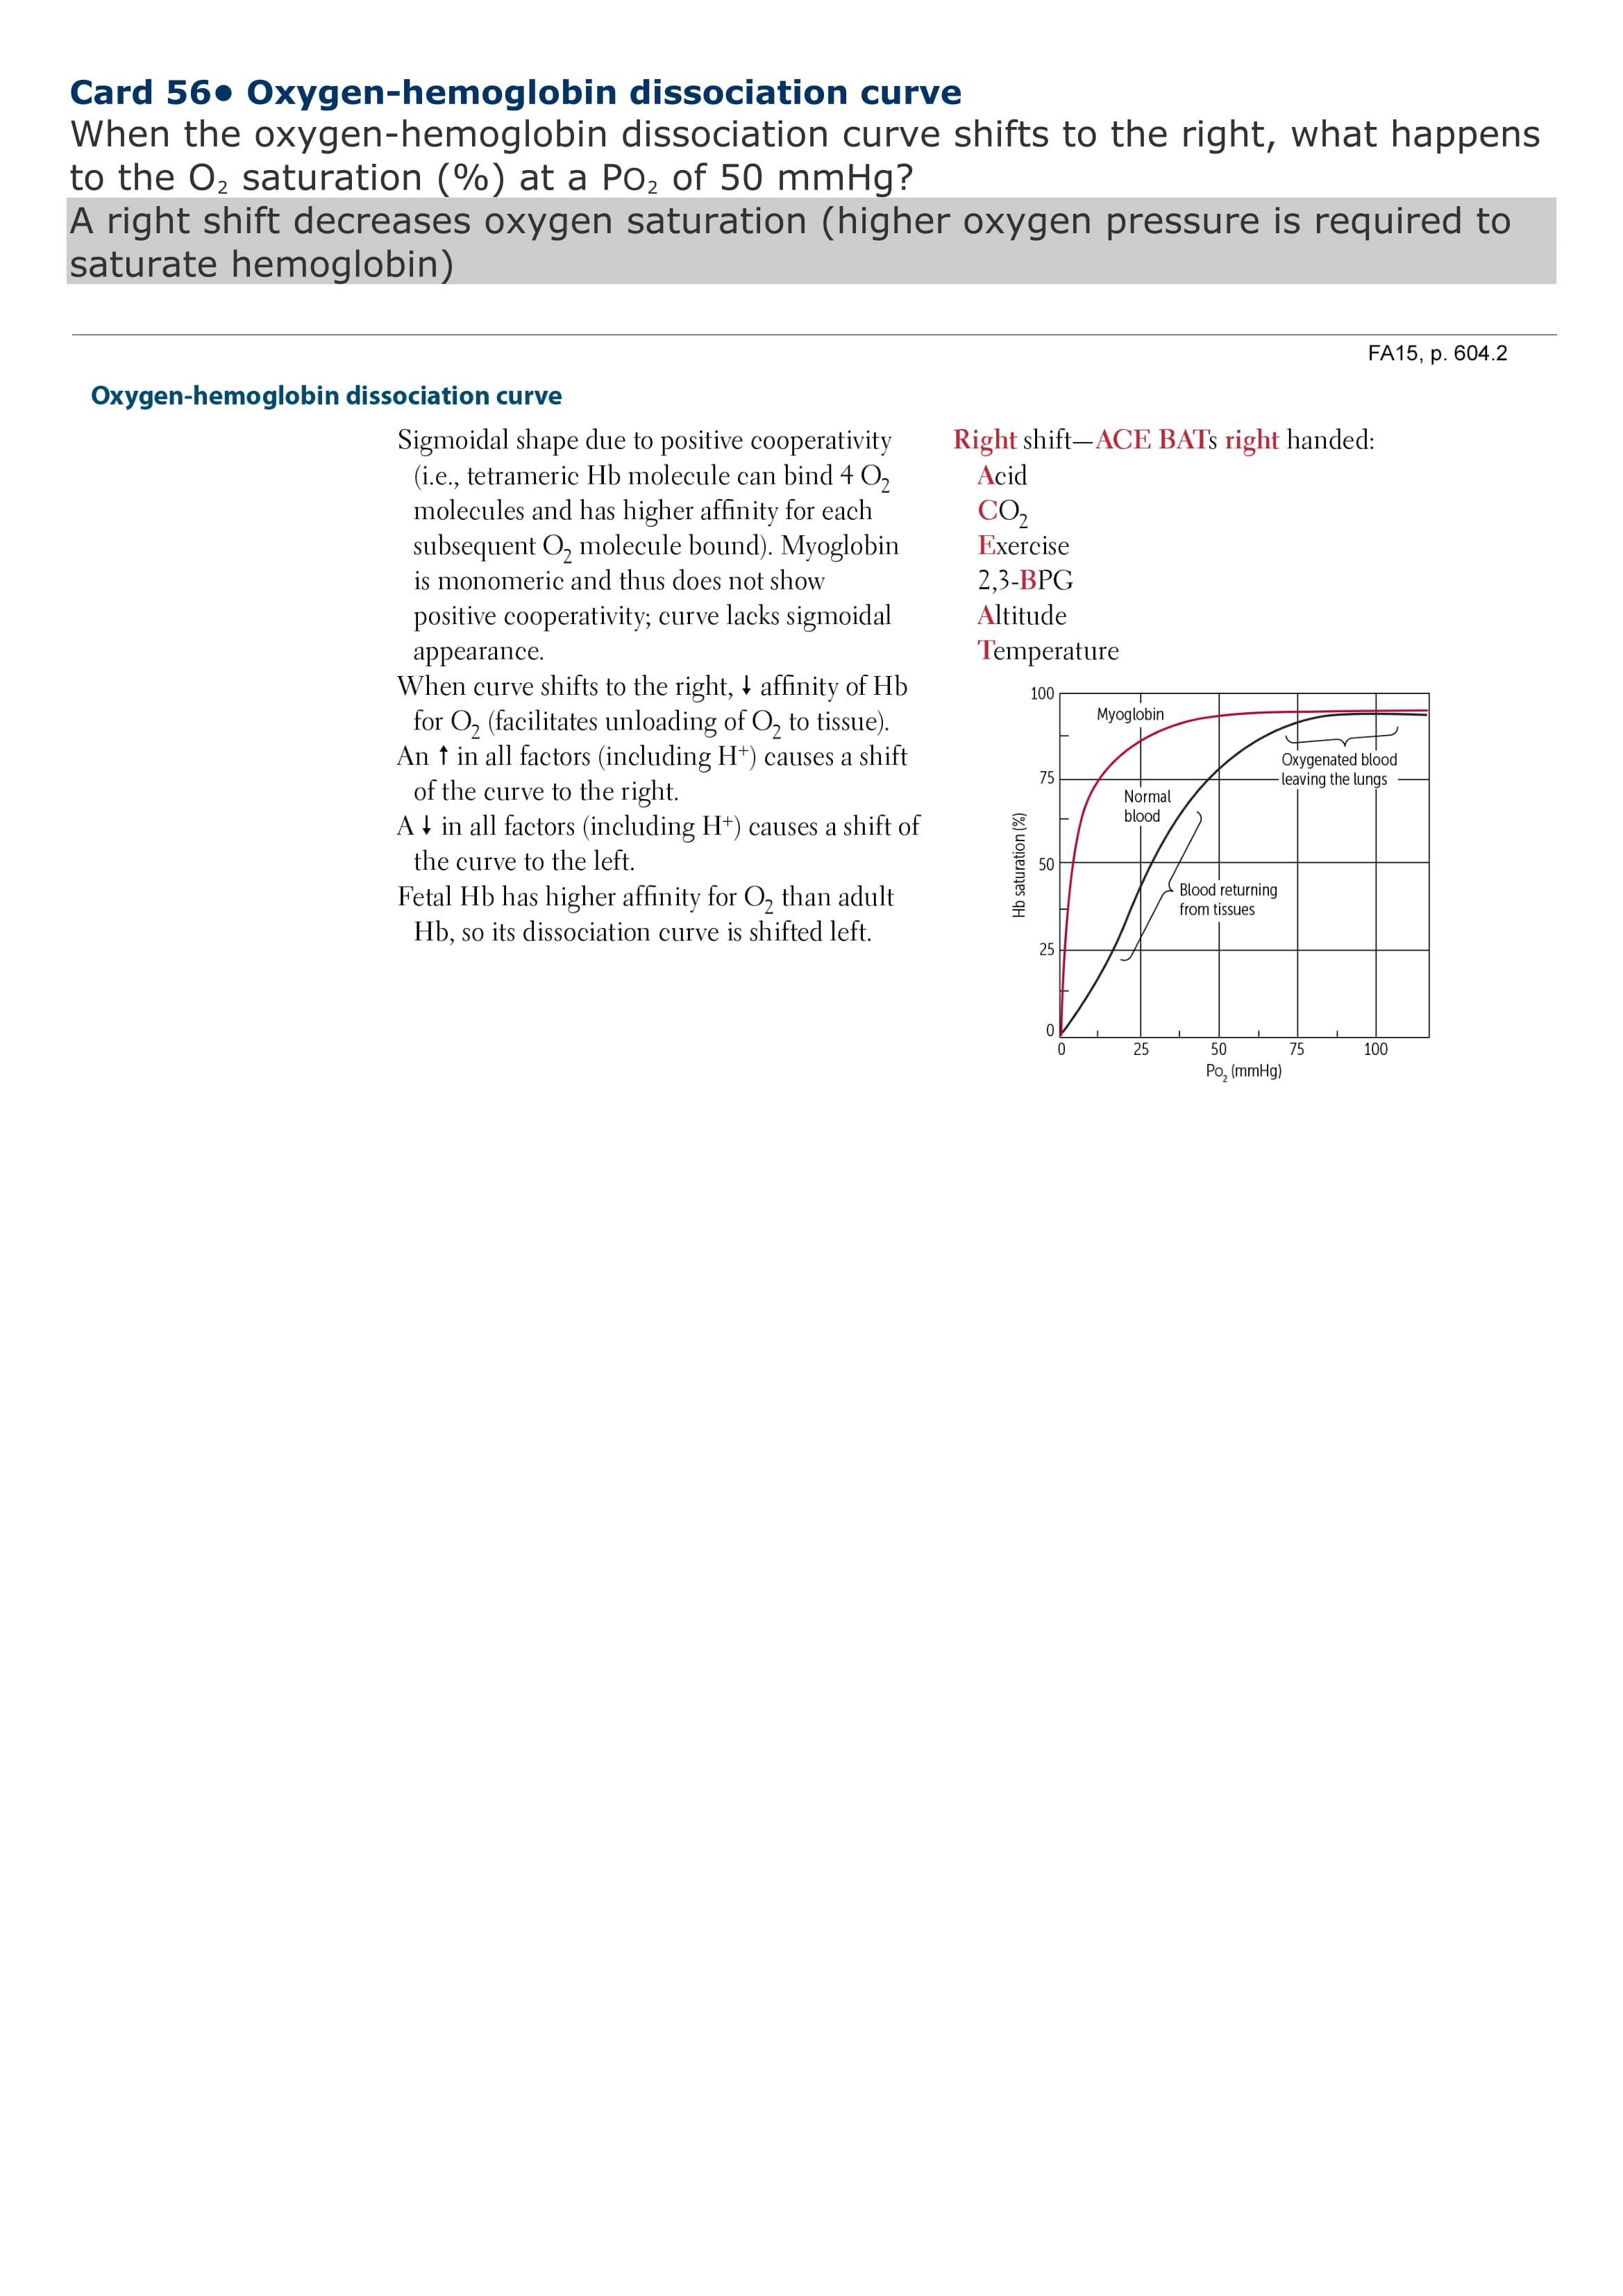 Card 56● Oxygen-hemoglobin dissociation curve
When the oxygen-hemoglobin dissociation curve shifts to the right, what happens
to the O₂ saturation (%) at a PO₂ of 50 mmHg?
A right shift decreases oxygen saturation (higher oxygen pressure is required to
saturate hemoglobin)
FA15, p. 604.2
Oxygen-hemoglobin dissociation curve
Sigmoidal shape due to positive cooperativity
(i.e., tetrameric Hb molecule can bind 4 O₂
molecules and has higher affinity for each
subsequent O₂ molecule bound). Myoglobin
is monomeric and thus does not show
positive cooperativity; curve lacks sigmoidal
appearance.
When curve shifts to the right, ↓ affinity of Hb
for O₂ (facilitates unloading of O₂ to tissue).
An ↑ in all factors (including H⁺) causes a shift
of the curve to the right.
A ↓ in all factors (including H⁺) causes a shift of
the curve to the left.
Fetal Hb has higher affinity for O₂ than adult
Hb, so its dissociation curve is shifted left.
Right shift—ACE BATs right handed:
Acid
CO₂
Exercise
2,3-BPG
Altitude
Temperature
100
75
50
25
0
Hb saturation (%)
Myoglobin
Normal
blood
Oxygenated blood
leaving the lungs
Blood returning
from tissues
0 25 50 75 100
Po₂ (mmHg)